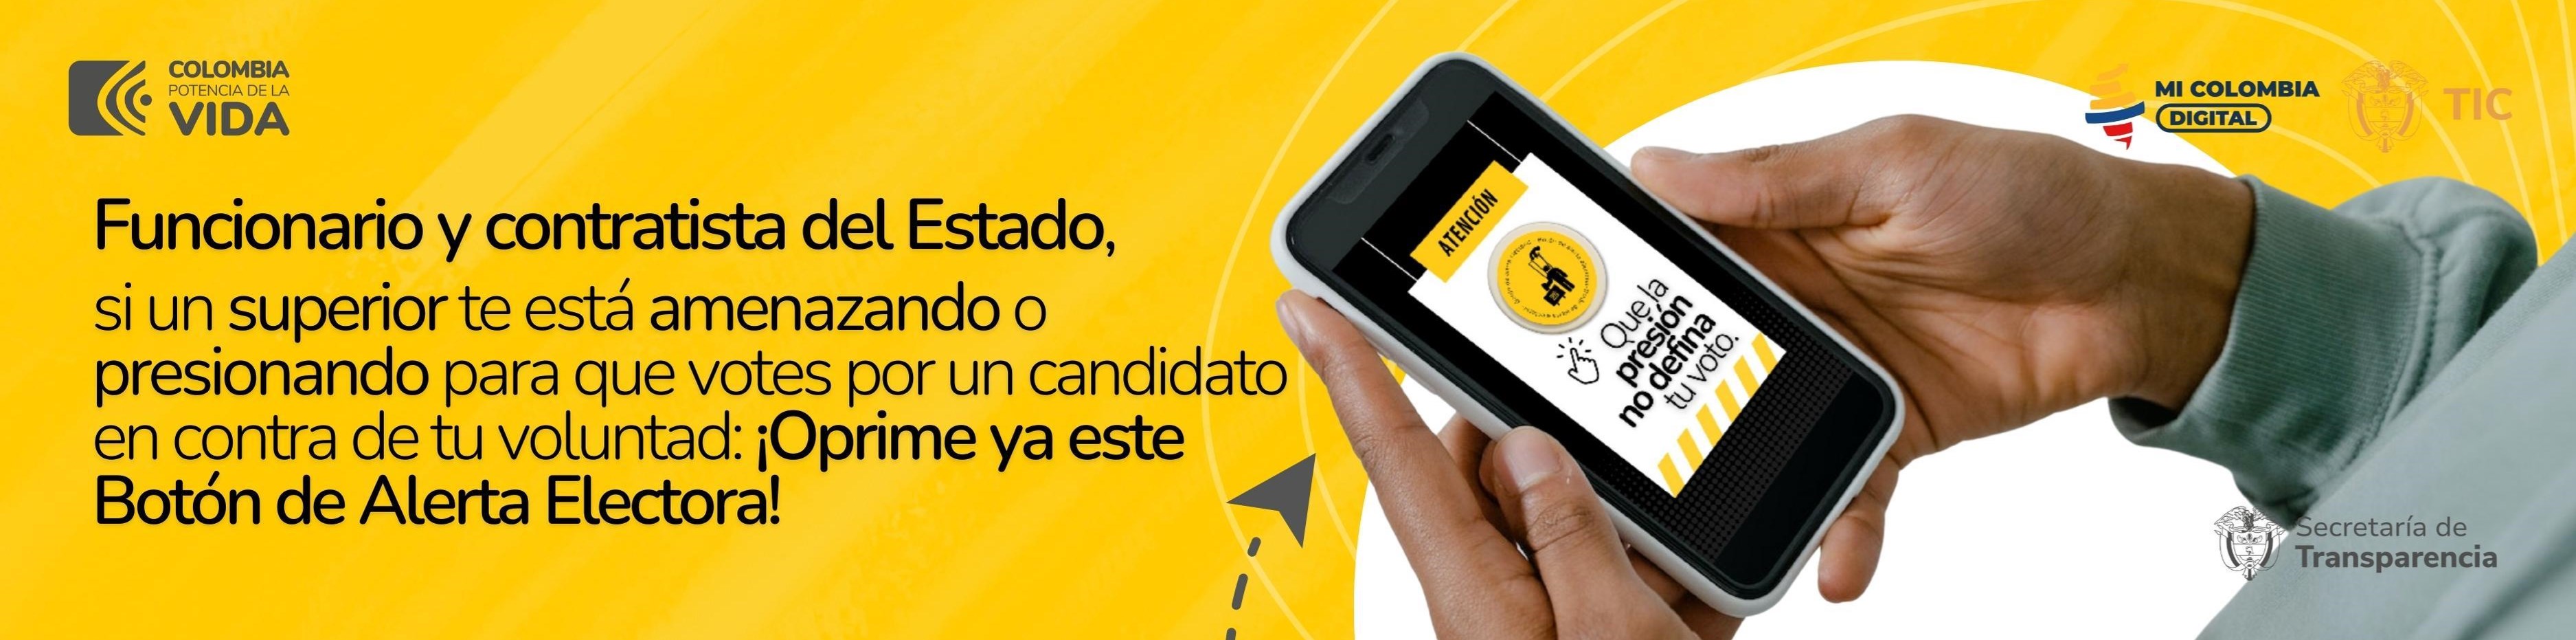 COLOMBIA
POTENCIA DE LA
VIDA
MI COLOMBIA
DIGITAL
TIC
Funcionario y contratista del Estado,
si un superior te está amenazando o
presionando para que votes por un candidato
en contra de tu voluntad: ¡Oprime ya este
Botón de Alerta Electora!
ATENCIÓN
Que la
presión
no defina
tu voto.
Secretaría de
Transparencia